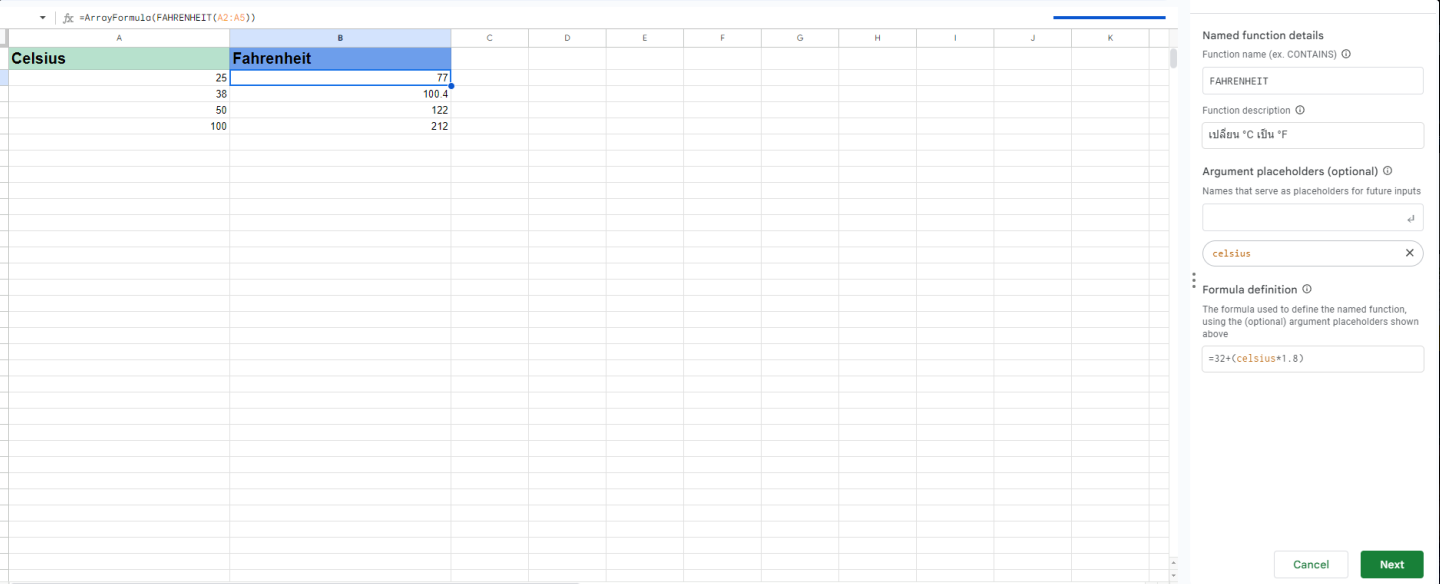 fx =ArrayFormula(FAHRENHEIT(A2:A5))
A B C D E F G H I J K
Celsius Fahrenheit
25 77
38 100.4
50 122
100 212
Named function details
Function name (ex. CONTAINS)
FAHRENHEIT
Function description
เปลี่ยน °C เป็น °F
Argument placeholders (optional)
Names that serve as placeholders for future inputs
celsius
Formula definition
The formula used to define the named function,
using the (optional) argument placeholders shown
above
=32+(celsius*1.8)
Cancel Next